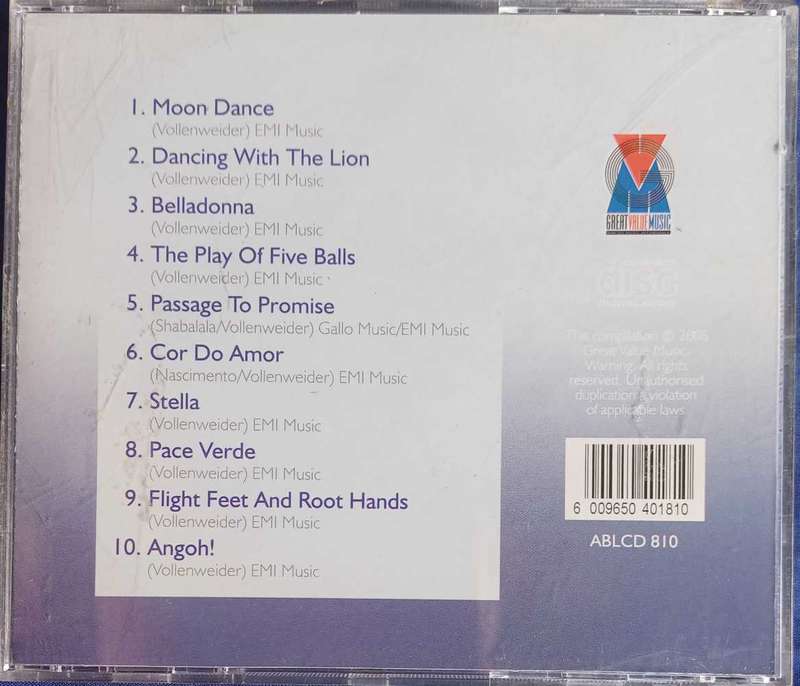 1. Moon Dance
(Vollenweider) EMI Music
2. Dancing With The Lion
(Vollenweider) EMI Music
3. Belladonna
(Vollenweider) EMI Music
4. The Play Of Five Balls
(Vollenweider) EMI Music
5. Passage To Promise
(Shabalala/Vollenweider) Gallo Music/EMI Music
6. Cor Do Amor
(Nascimento/Vollenweider) EMI Music
7. Stella
(Vollenweider) EMI Music
8. Pace Verde
(Vollenweider) EMI Music
9. Flight Feet And Root Hands
(Vollenweider) EMI Music
10. Angoh!
(Vollenweider) EMI Music
GREAT VALUE MUSIC
disc
This compilation © 2005
Great Value Music.
Warning. All rights
reserved. Unauthorised
duplication a violation
of applicable laws
6 009650 401810
ABLCD 810